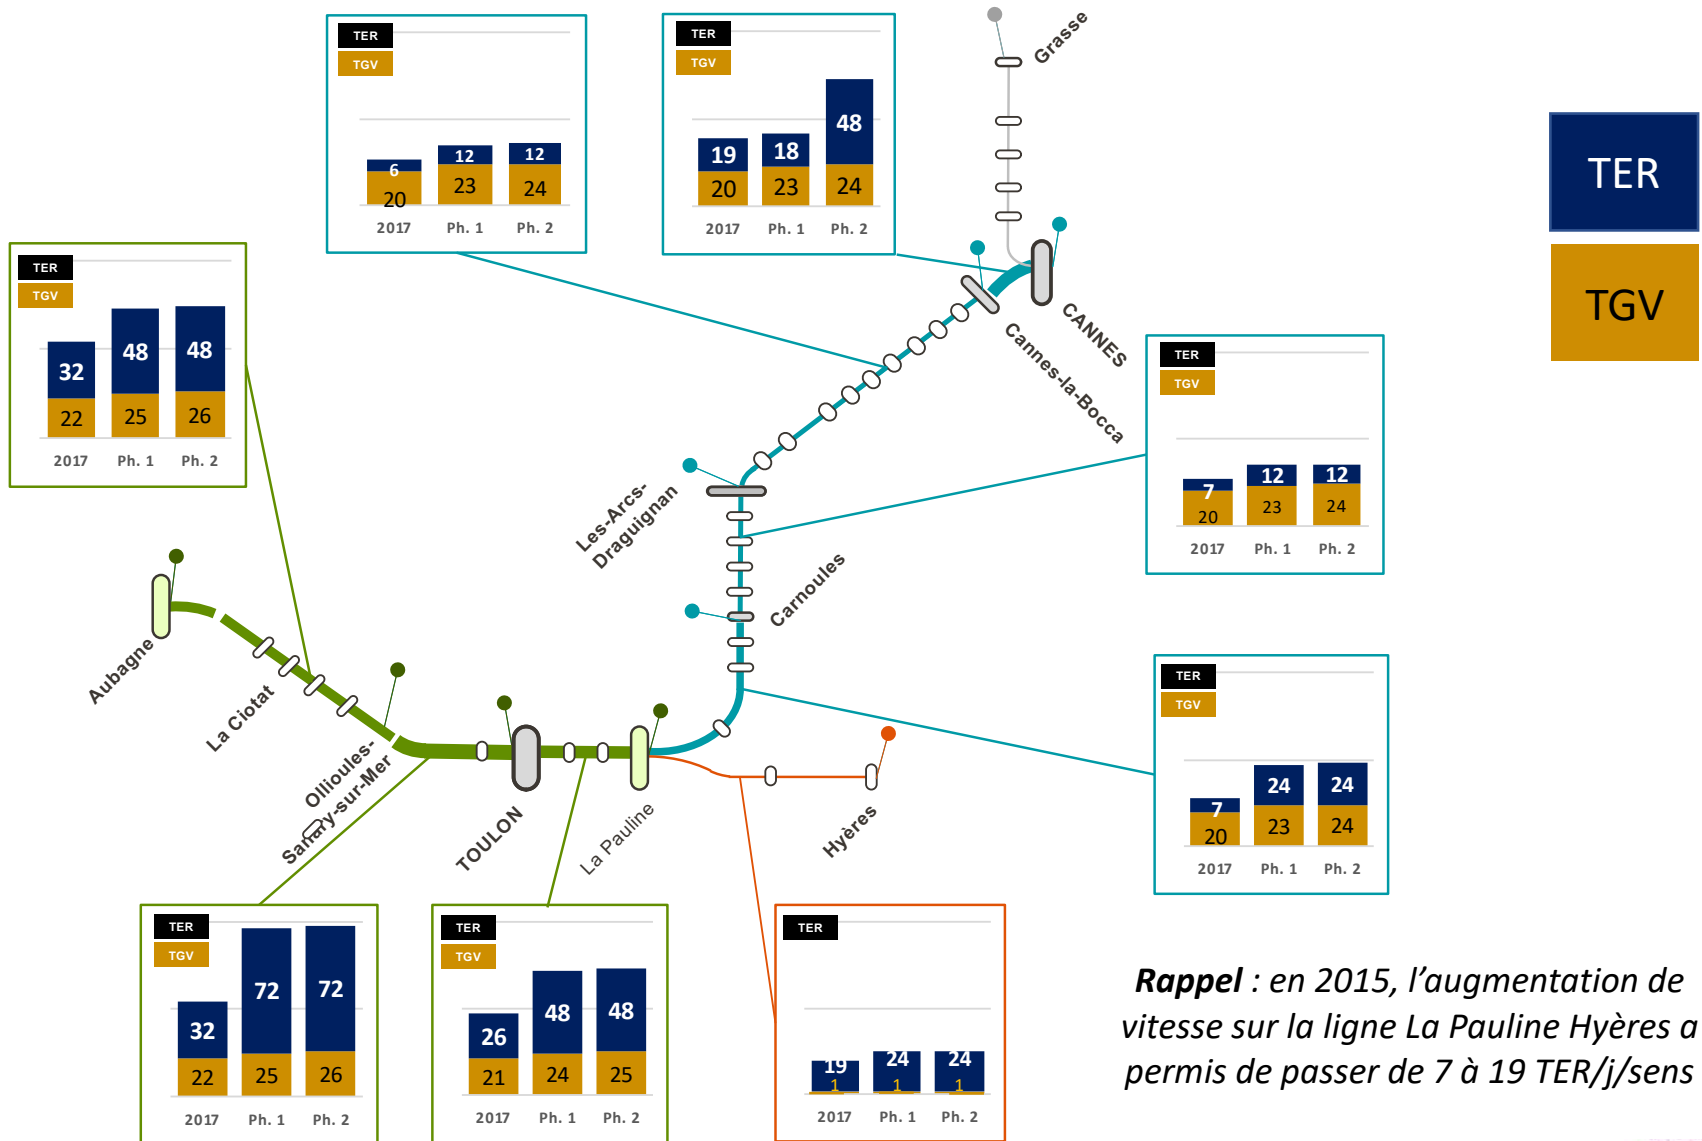 TER
TGV
6
12
12
20
23
24
2017 Ph. 1 Ph. 2
TER
TGV
48
19
18
20
23
24
2017 Ph. 1 Ph. 2
Grasse
TER
TGV
TER
TGV
32
48
48
22
25
26
2017 Ph. 1 Ph. 2
CANNES
Cannes-la-Bocca
TER
TGV
7
12
12
20
23
24
2017 Ph. 1 Ph. 2
Les-Arcs-
Draguignan
Carnoules
Aubagne
La Ciotat
Ollioules-
Sanary-sur-Mer
TOULON
La Pauline
Hyères
TER
TGV
7
24
24
20
23
24
2017 Ph. 1 Ph. 2
TER
TGV
32
72
72
22
25
26
2017 Ph. 1 Ph. 2
TER
TGV
26
48
48
21
24
25
2017 Ph. 1 Ph. 2
TER
19
24
24
1
1
1
2017 Ph. 1 Ph. 2
Rappel : en 2015, l’augmentation de
vitesse sur la ligne La Pauline Hyères a
permis de passer de 7 à 19 TER/j/sens